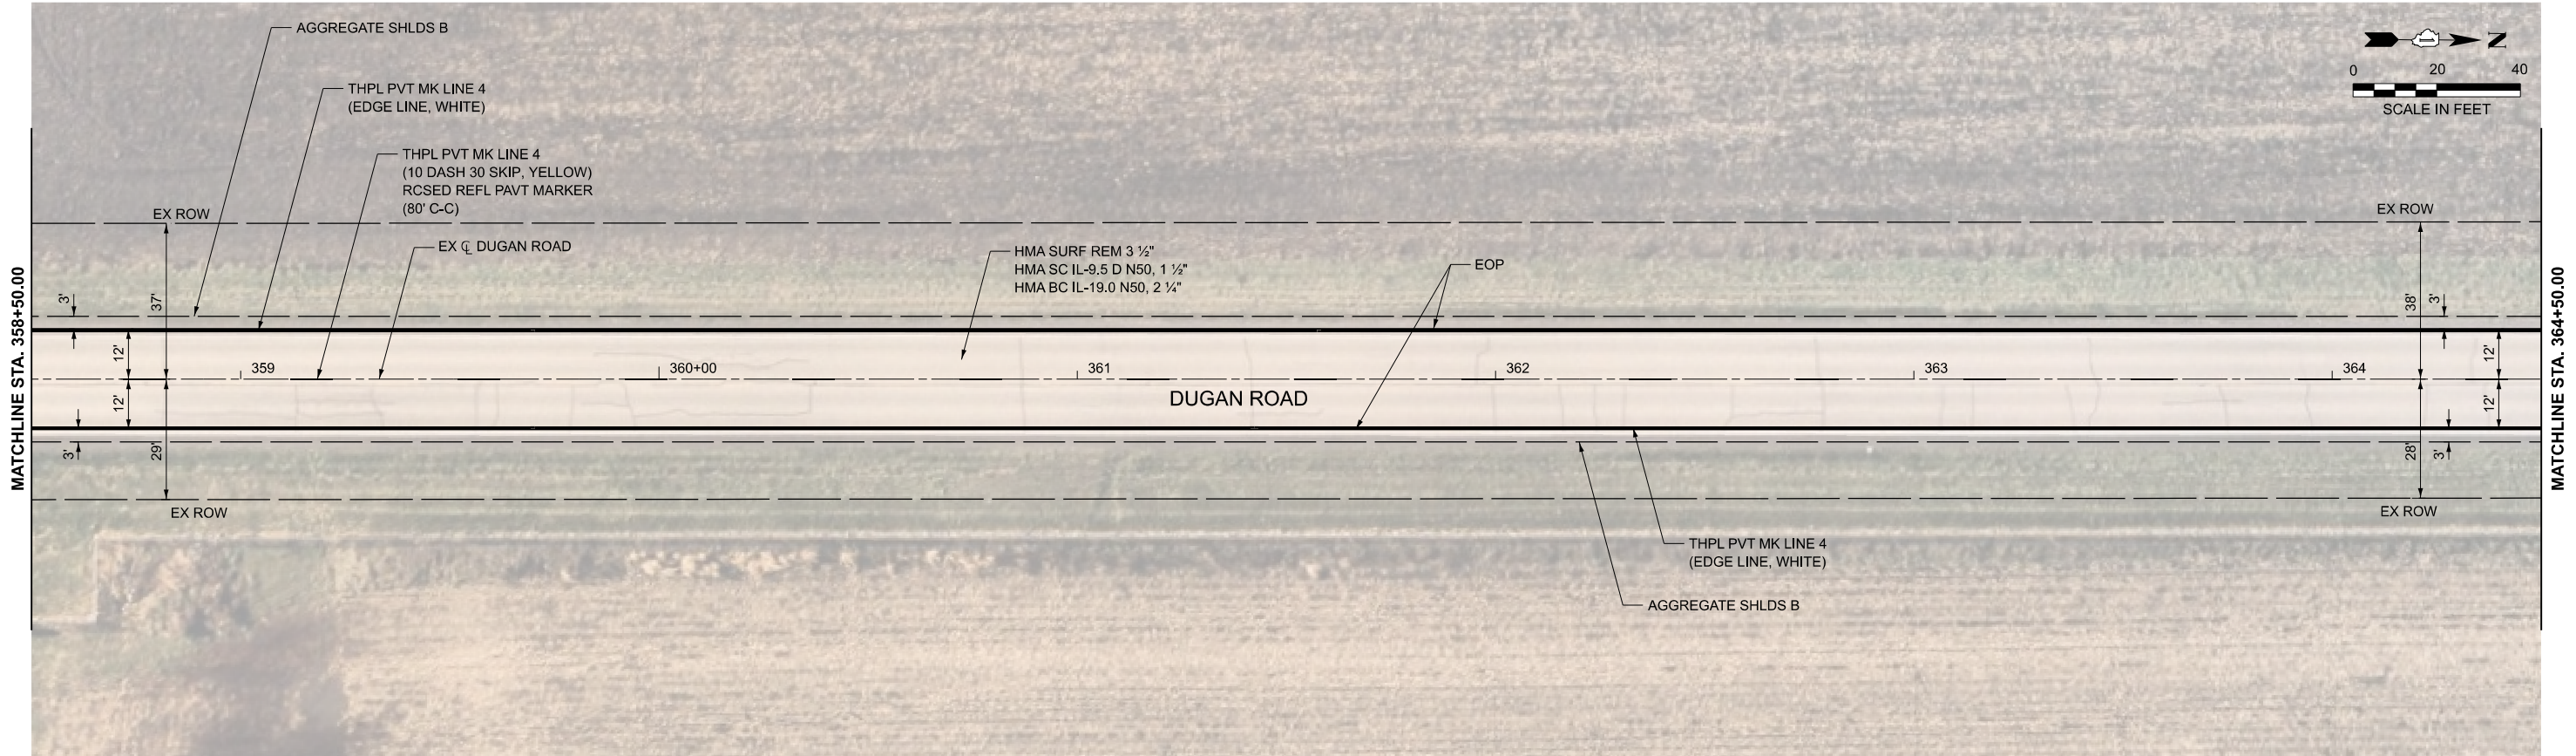 AGGREGATE SHLDS B
THPL PVT MK LINE 4
(EDGE LINE, WHITE)
THPL PVT MK LINE 4
(10 DASH 30 SKIP, YELLOW)
RCSED REFL PAVT MARKER
(80' C-C)
EX ℄ DUGAN ROAD
HMA SURF REM 3 ½"
HMA SC IL-9.5 D N50, 1 ½"
HMA BC IL-19.0 N50, 2 ¼"
EOP
N
0 20 40
SCALE IN FEET
EX ROW
EX ROW
MATCHLINE STA. 358+50.00
3'
37'
12'
12'
3'
29'
359
360+00
361
362
363
364
DUGAN ROAD
38'
3'
12'
12'
28'
3'
MATCHLINE STA. 364+50.00
EX ROW
EX ROW
THPL PVT MK LINE 4
(EDGE LINE, WHITE)
AGGREGATE SHLDS B